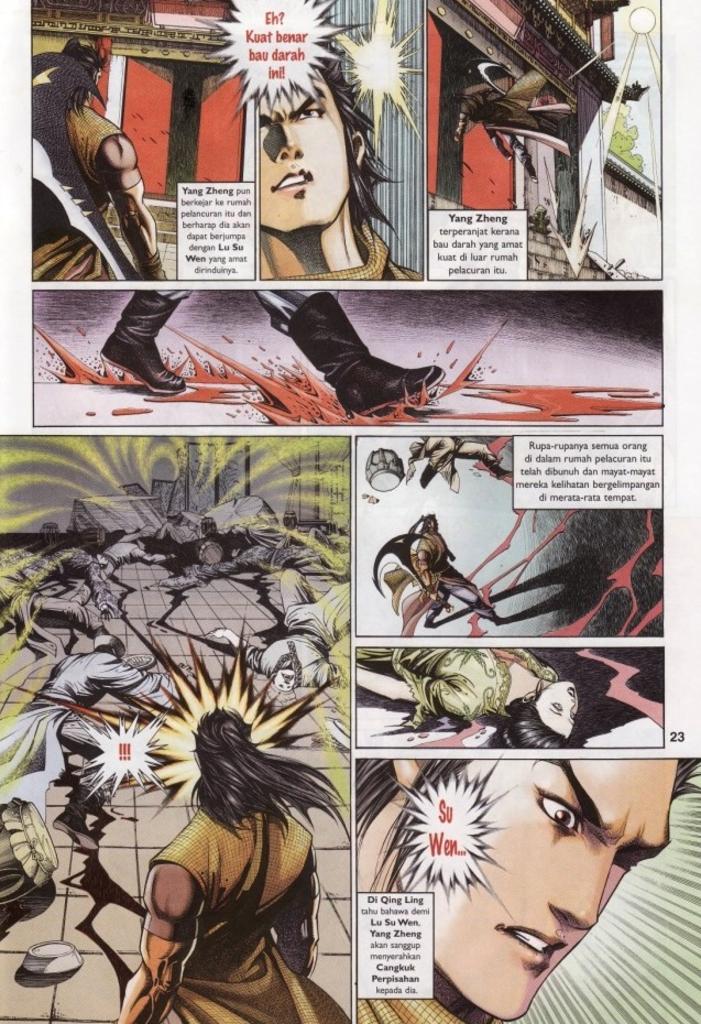 Eh?
Kuat benar
bau darah
ini!
Yang Zheng pun
berkejar ke rumah
pelancuran itu dan
berharap dia akan
dapat berjumpa
dengan Lu Su
Wen yang amat
dirinduinya.
Yang Zheng
terperanjat kerana
bau darah yang amat
kuat di luar rumah
pelacuran itu.
Rupa-rupanya semua orang
di dalam rumah pelacuran itu
telah dibunuh dan mayat-mayat
mereka kelihatan bergelimpangan
di merata-rata tempat.
!!!
23
Su
Wen...
Di Qing Ling
tahu bahawa demi
Lu Su Wen,
Yang Zheng
akan sanggup
menyerahkan
Cangkuk
Perpisahan
kepada dia.